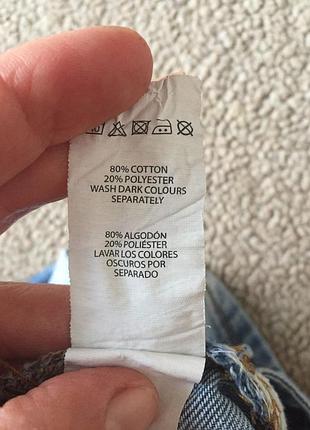 80% COTTON
20% POLYESTER
WASH DARK COLOURS
SEPARATELY
80% ALGODÓN
20% POLIÉSTER
LAVAR LOS COLORES
OSCUROS POR
SEPARADO